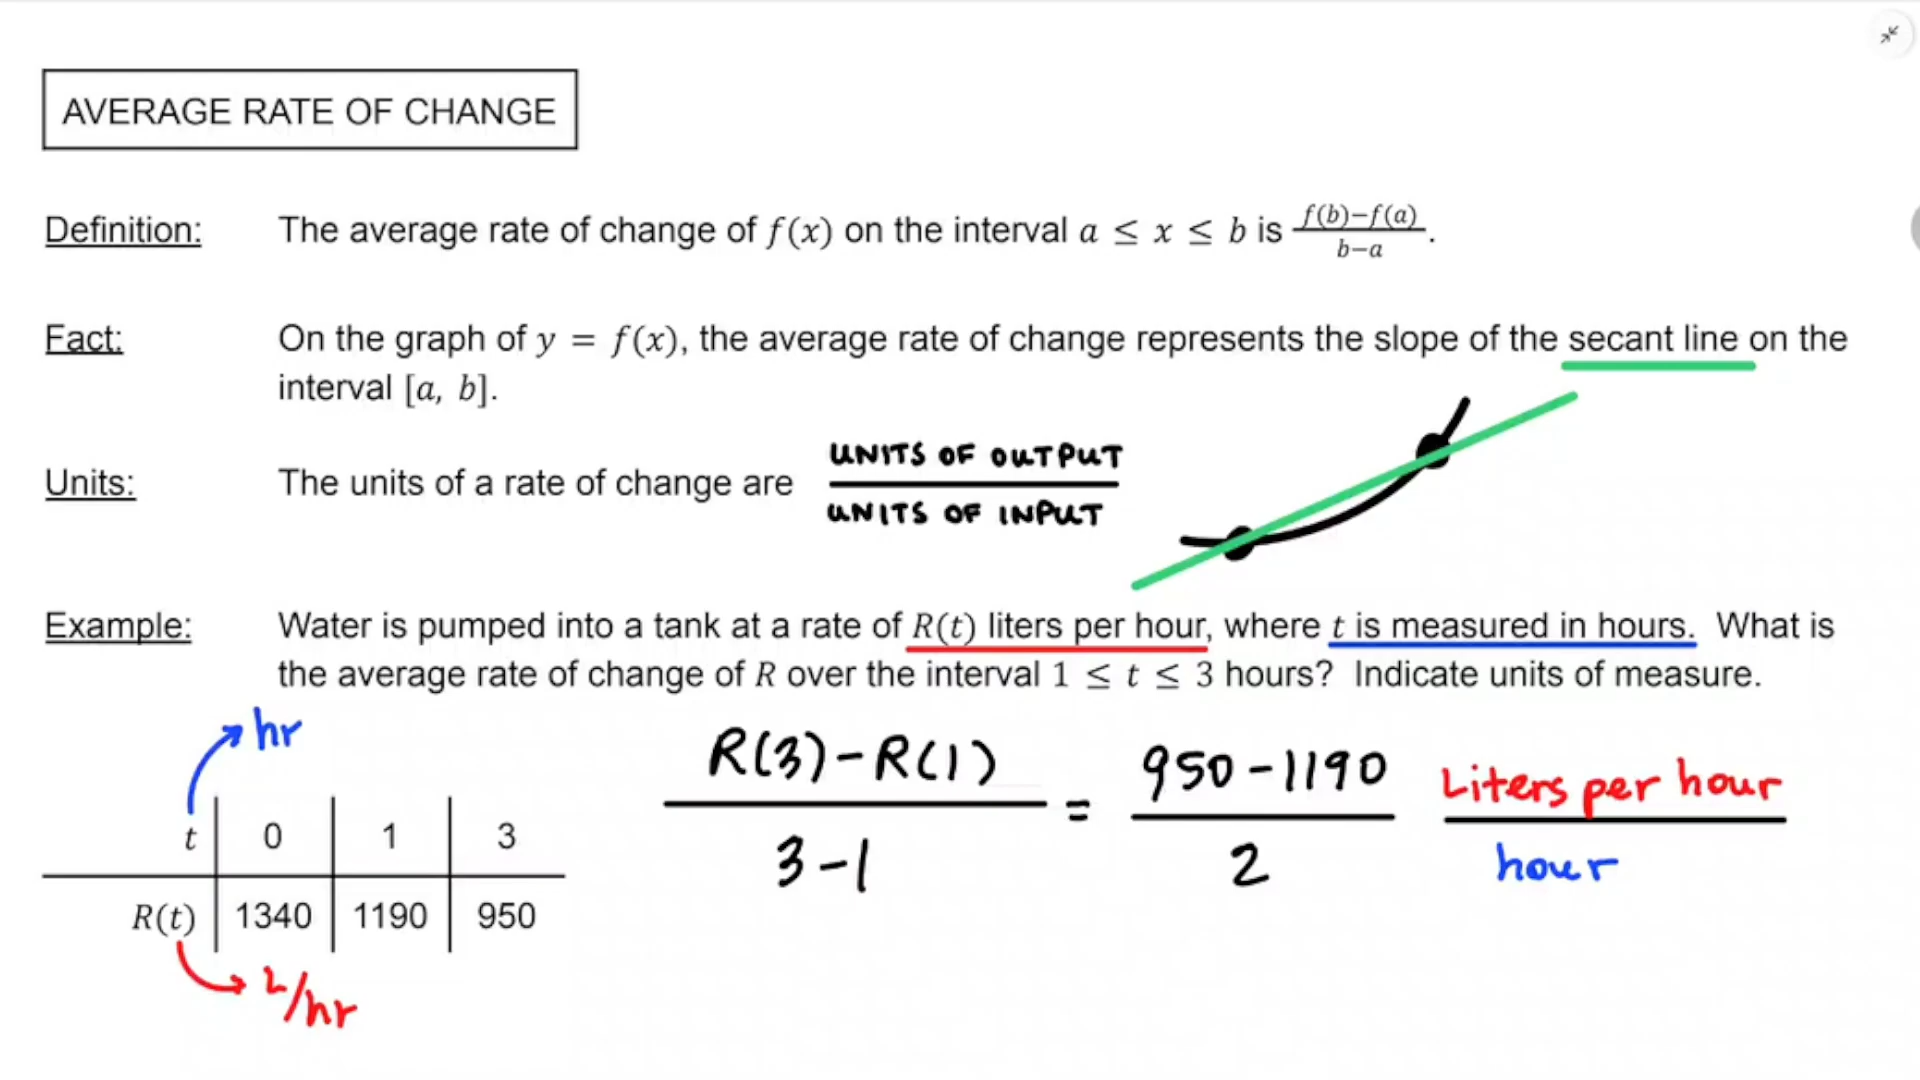 AVERAGE RATE OF CHANGE
Definition: The average rate of change of f(x) on the interval a ≤ x ≤ b is f(b)−f(a) / b−a .
Fact: On the graph of y = f(x), the average rate of change represents the slope of the secant line on the
interval [a, b].
Units: The units of a rate of change are UNITS OF OUTPUT / UNITS OF INPUT
Example: Water is pumped into a tank at a rate of R(t) liters per hour, where t is measured in hours. What is
the average rate of change of R over the interval 1 ≤ t ≤ 3 hours? Indicate units of measure.
hr
t 0 1 3
R(t) 1340 1190 950
L/hr
R(3)-R(1) / 3-1 = 950-1190 / 2 Liters per hour / hour